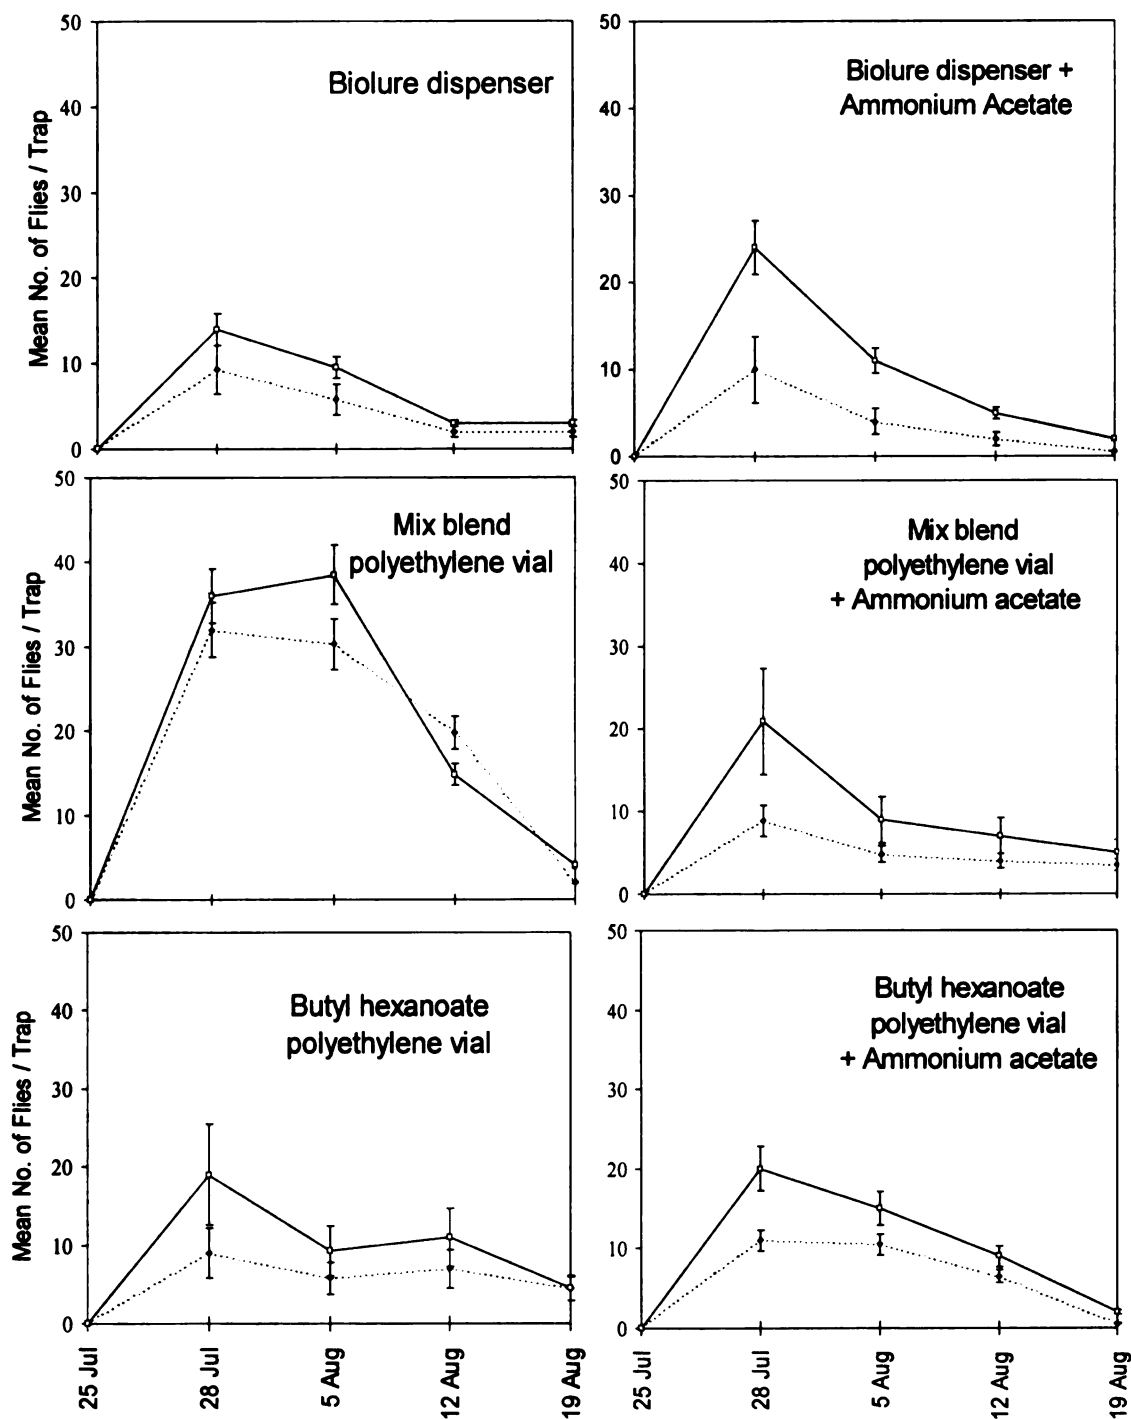 50
40
30
20
10
0
Mean No. of Flies / Trap
Biolure dispenser
50
40
30
20
10
0
Biolure dispenser +
Ammonium Acetate
50
40
30
20
10
0
Mean No. of Flies / Trap
Mix blend
polyethylene vial
50
40
30
20
10
0
Mix blend
polyethylene vial
+ Ammonium acetate
50
40
30
20
10
0
Mean No. of Flies / Trap
Butyl hexanoate
polyethylene vial
25 Jul
28 Jul
5 Aug
12 Aug
19 Aug
50
40
30
20
10
0
Butyl hexanoate
polyethylene vial
+ Ammonium acetate
25 Jul
28 Jul
5 Aug
12 Aug
19 Aug